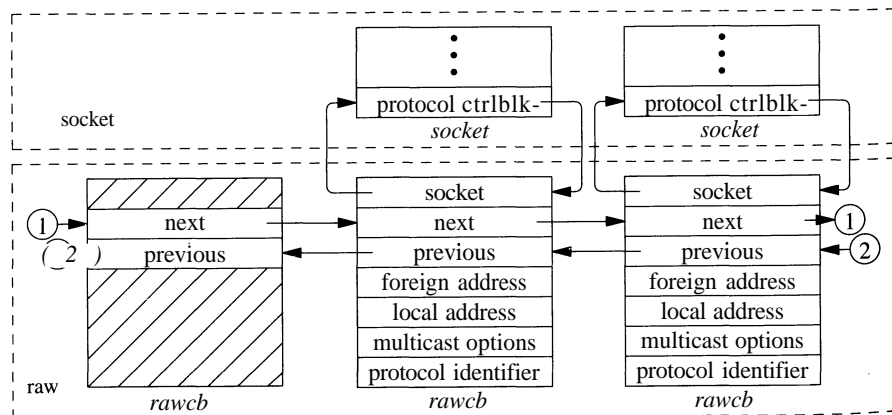 protocol ctrlblk-
socket
protocol ctrlblk-
socket
socket
1
next
previous
2
rawcb
socket
next
previous
foreign address
local address
multicast options
protocol identifier
rawcb
socket
next
previous
foreign address
local address
multicast options
protocol identifier
rawcb
1
2
raw